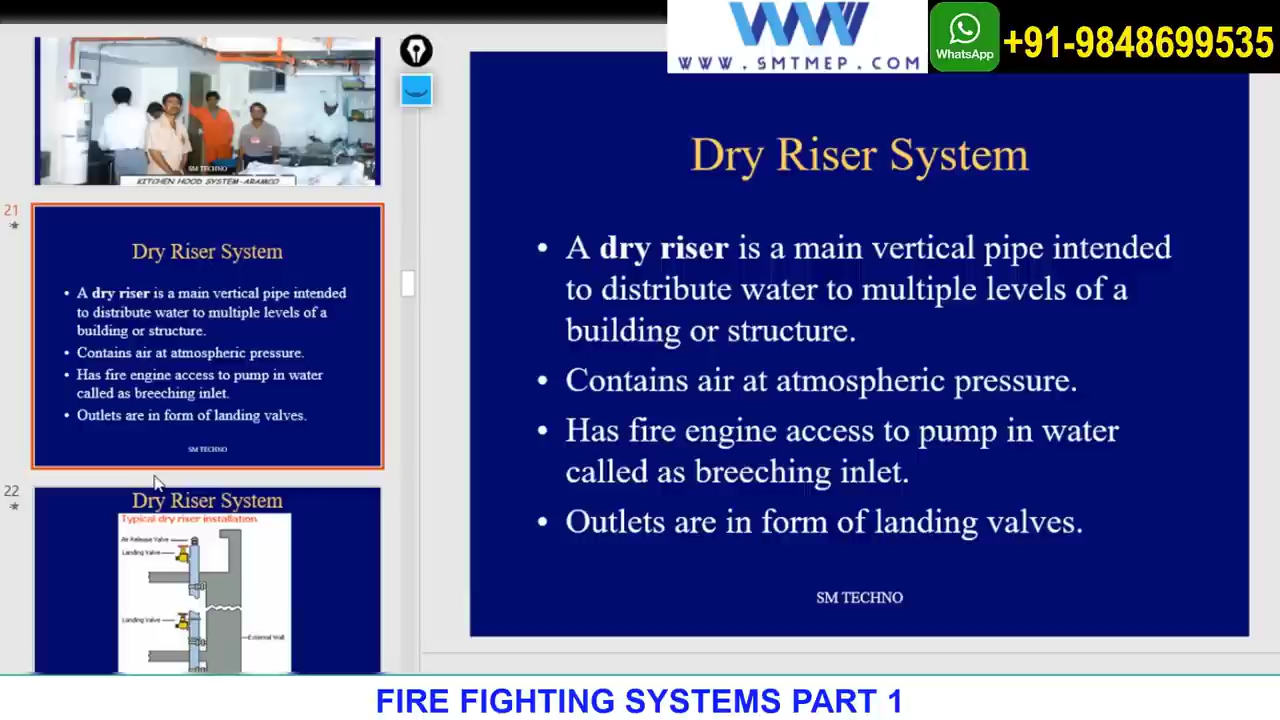 WWW.SMTMEP.COM
WhatsApp
+91-9848699535
SM TECHNO
KITCHEN HOOD SYSTEM-ARAMCO
21
Dry Riser System
• A dry riser is a main vertical pipe intended
to distribute water to multiple levels of a
building or structure.
• Contains air at atmospheric pressure.
• Has fire engine access to pump in water
called as breeching inlet.
• Outlets are in form of landing valves.
SM TECHNO
22
Dry Riser System
Typical dry riser installation
Air Release Valve
Landing Valve
Landing Valve
External Wall
Dry Riser System
• A dry riser is a main vertical pipe intended
to distribute water to multiple levels of a
building or structure.
• Contains air at atmospheric pressure.
• Has fire engine access to pump in water
called as breeching inlet.
• Outlets are in form of landing valves.
SM TECHNO
FIRE FIGHTING SYSTEMS PART 1